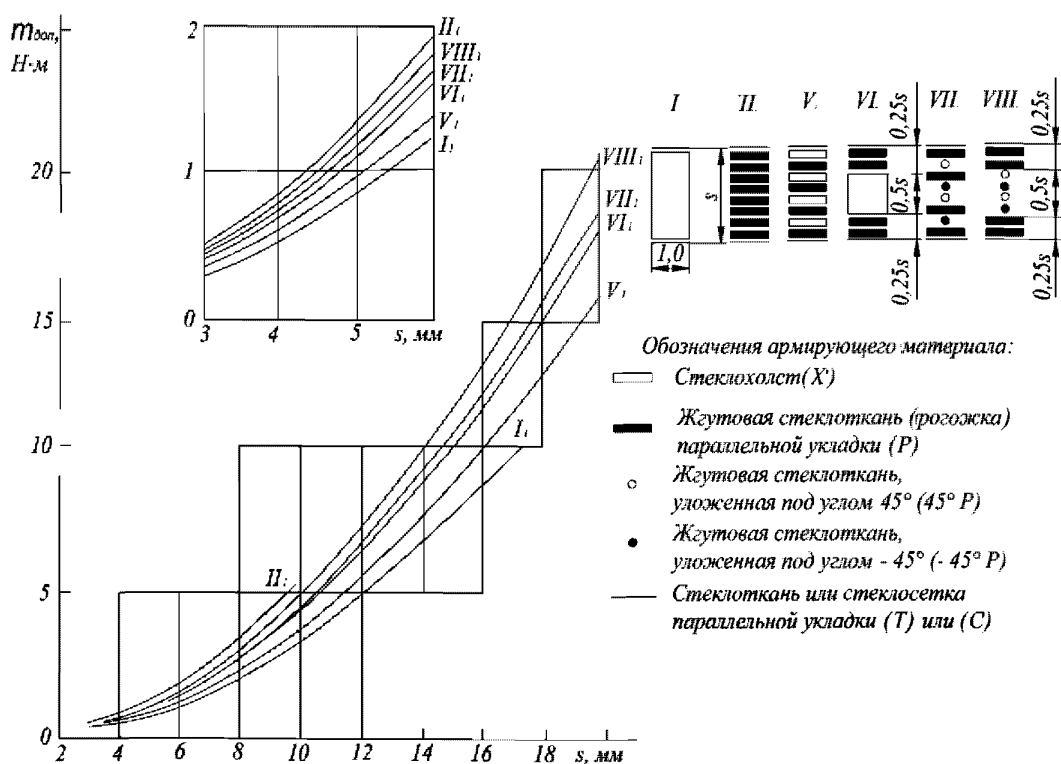 m доп,
Н·м
20
15
10
5
0
2
4
6
8
10
12
14
16
18
s, мм
2
1
0
3
4
5
s, мм
II₁
VIII₁
VII₂
VI₁
V₁
I₁
VIII₁
VII₂
VI₁
V₁
I₁
II₂
I
II
V
VI
VII
VIII
0,25s
0,25s
s
0,5s
0,5s
1,0
0,25s
0,25s
Обозначения армирующего материала:
Стеклохолст(Х)
Жгутовая стеклоткань (рогожка)
параллельной укладки (Р)
Жгутовая стеклоткань,
уложенная под углом 45° (45° Р)
Жгутовая стеклоткань,
уложенная под углом - 45° (- 45° Р)
Стеклоткань или стеклосетка
параллельной укладки (Т) или (С)